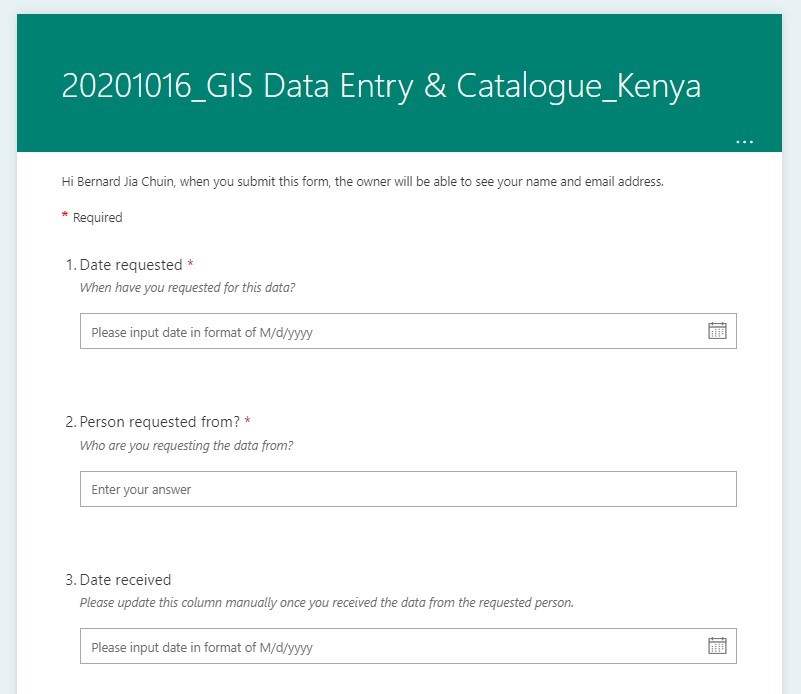 20201016_GIS Data Entry & Catalogue_Kenya
...
Hi Bernard Jia Chuin, when you submit this form, the owner will be able to see your name and email address.
* Required
1. Date requested *
When have you requested for this data?
Please input date in format of M/d/yyyy
2. Person requested from? *
Who are you requesting the data from?
Enter your answer
3. Date received
Please update this column manually once you received the data from the requested person.
Please input date in format of M/d/yyyy